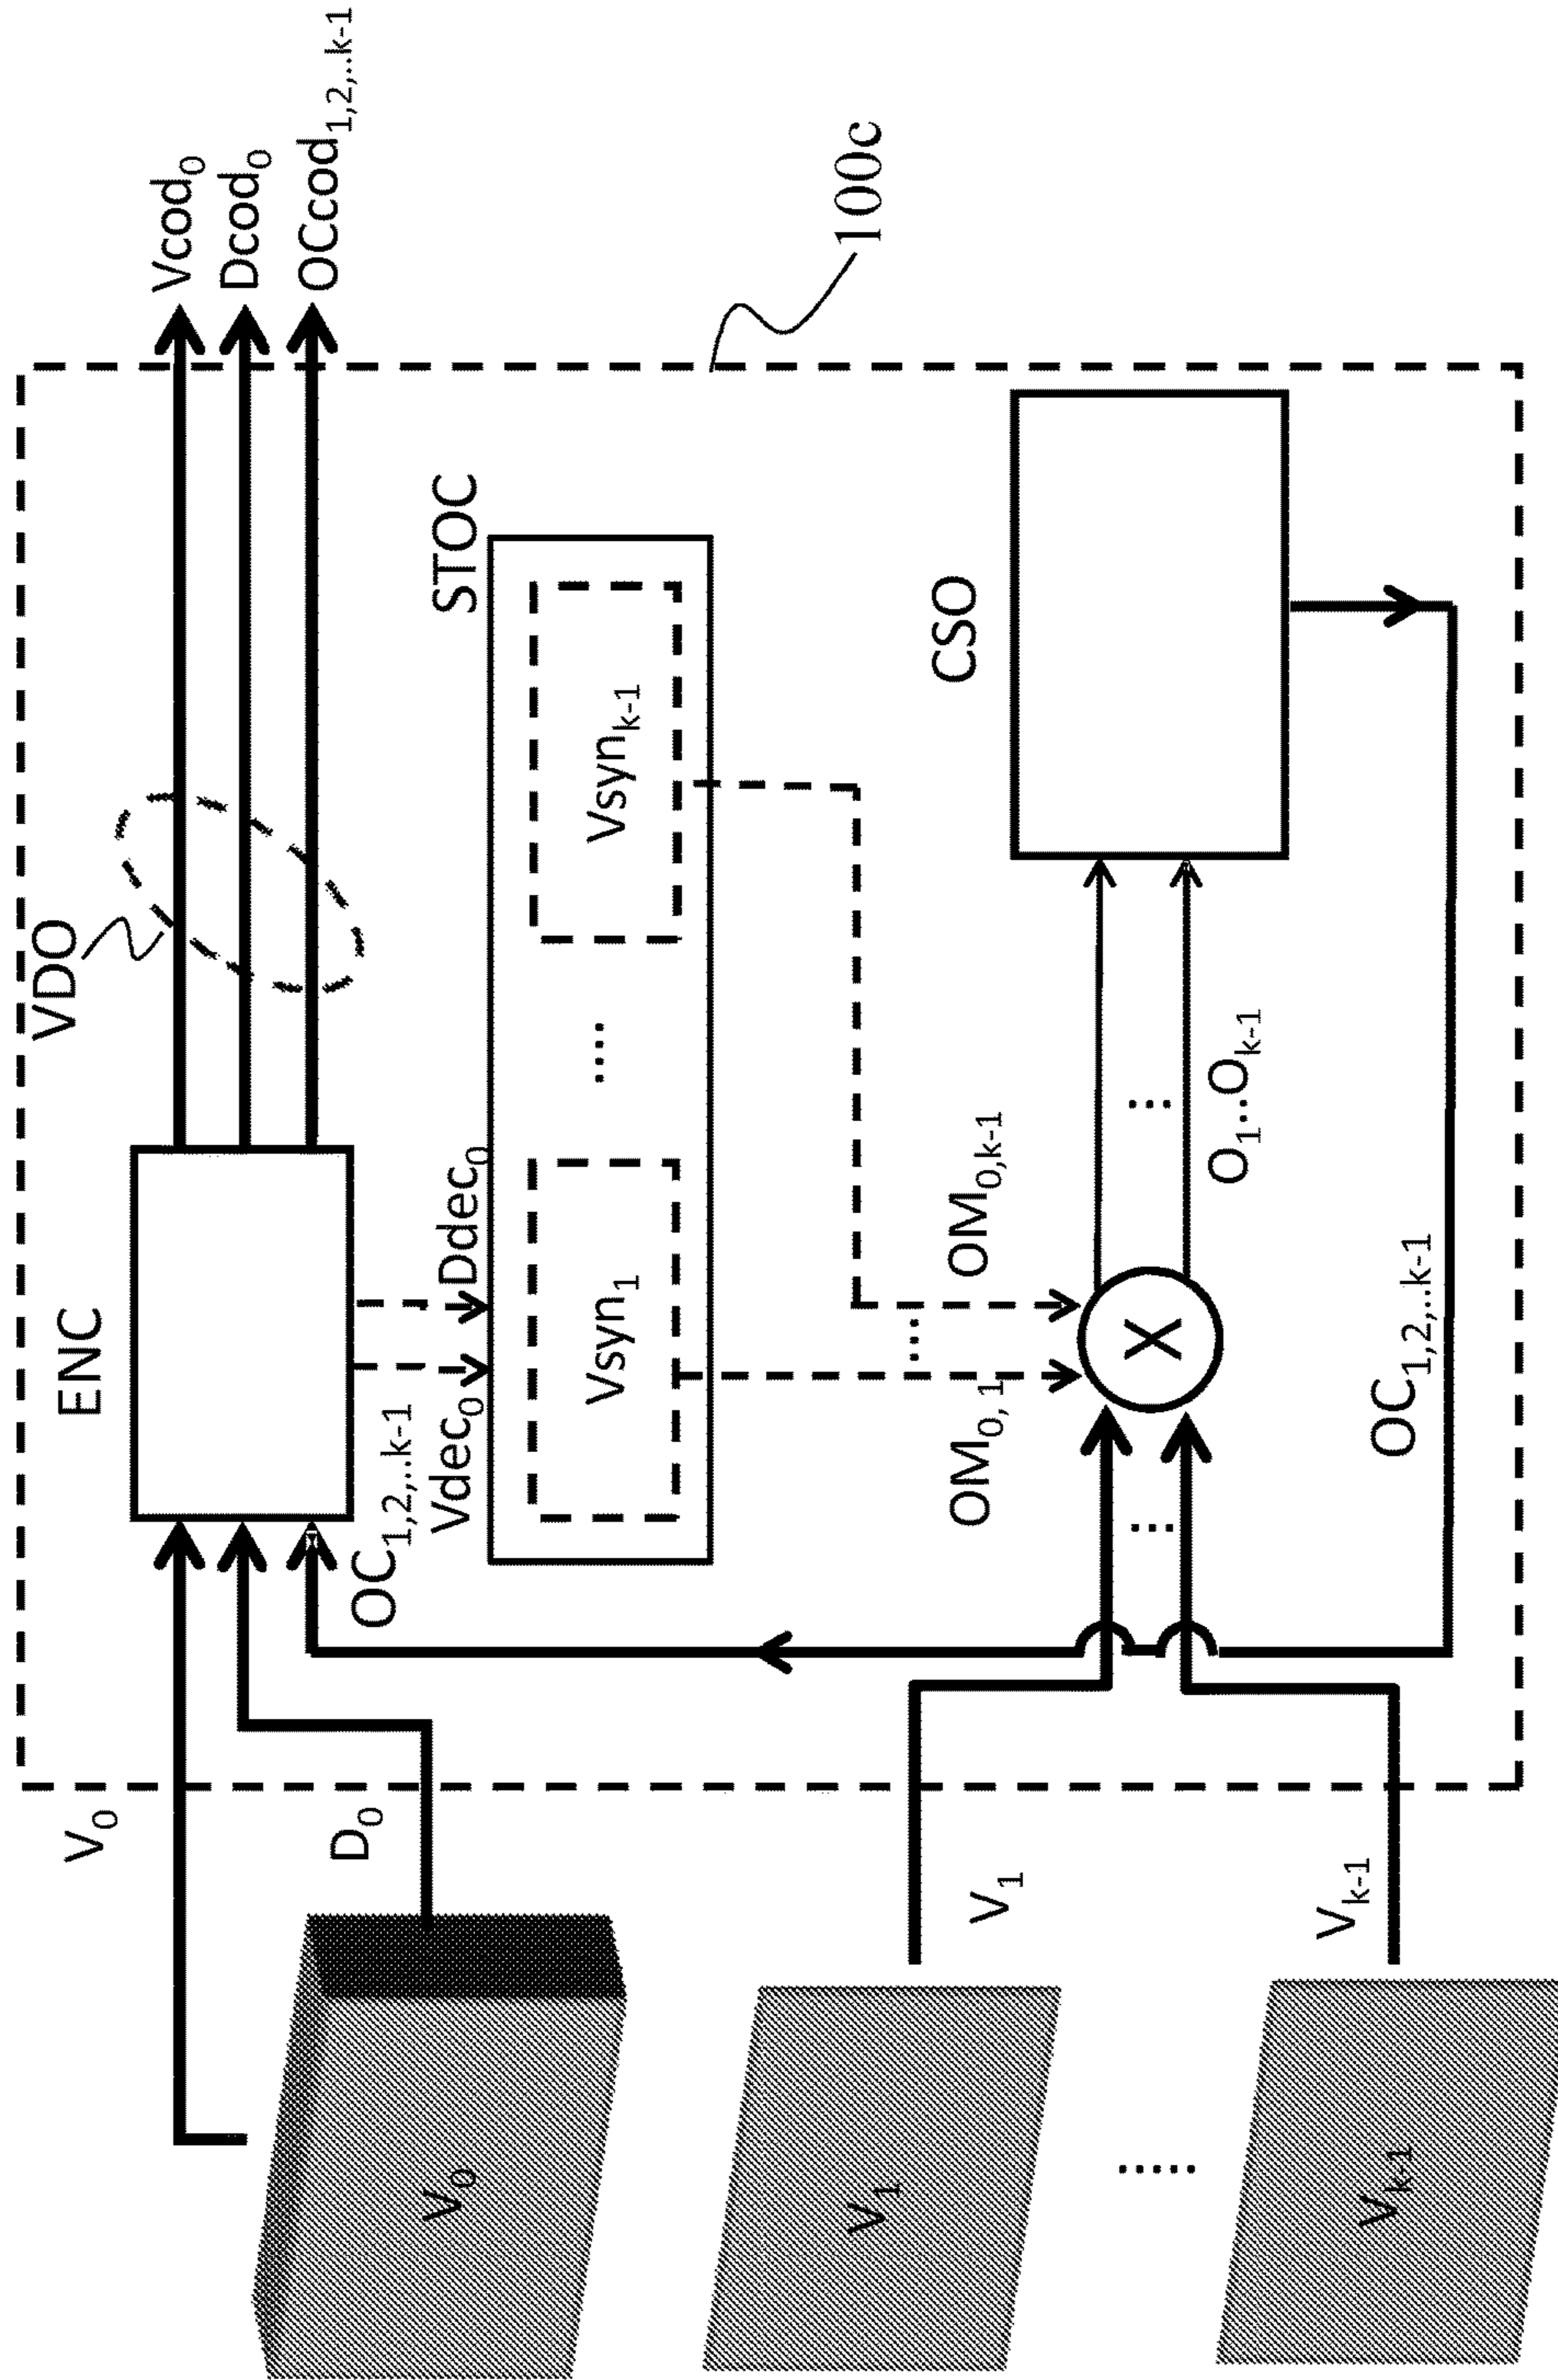 V₀
D₀
V₀
V₁
V₁
.....
Vₖ₋₁
Vₖ₋₁
ENC
VDO
Vcod₀
Dcod₀
OCcod₁,₂,..ₖ₋₁
OC₁,₂,..ₖ₋₁
Vdec₀
Ddec₀
STOC
Vsyn₁
....
Vsynₖ₋₁
OM₀,₁
....
OM₀,ₖ₋₁
...
X
...
O₁..Oₖ₋₁
CSO
OC₁,₂,..ₖ₋₁
100c